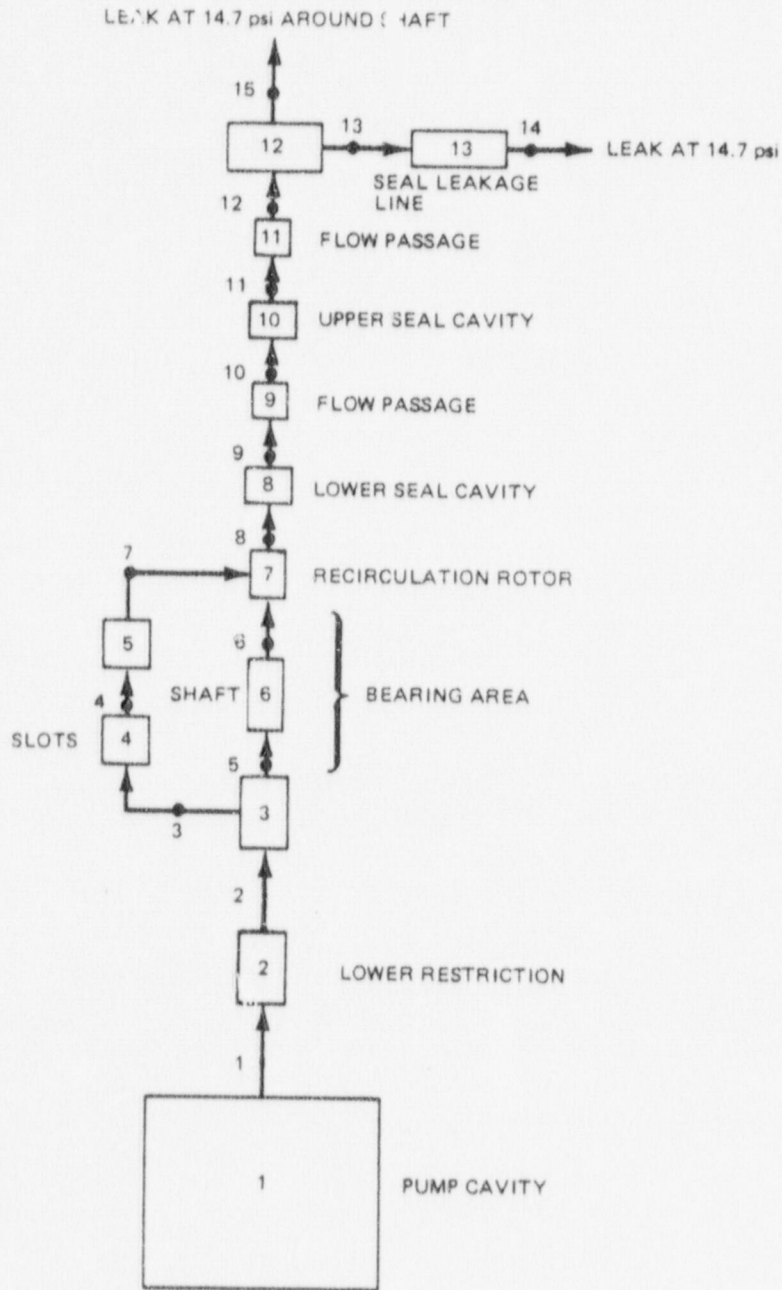 LEAK AT 14.7 psi AROUND SHAFT
15
13
14
12
13
LEAK AT 14.7 psi
SEAL LEAKAGE
LINE
12
11
FLOW PASSAGE
11
10
UPPER SEAL CAVITY
10
9
FLOW PASSAGE
9
8
LOWER SEAL CAVITY
8
7
7
RECIRCULATION ROTOR
5
6
SHAFT
6
BEARING AREA
4
SLOTS
4
5
3
3
2
2
LOWER RESTRICTION
1
1
PUMP CAVITY